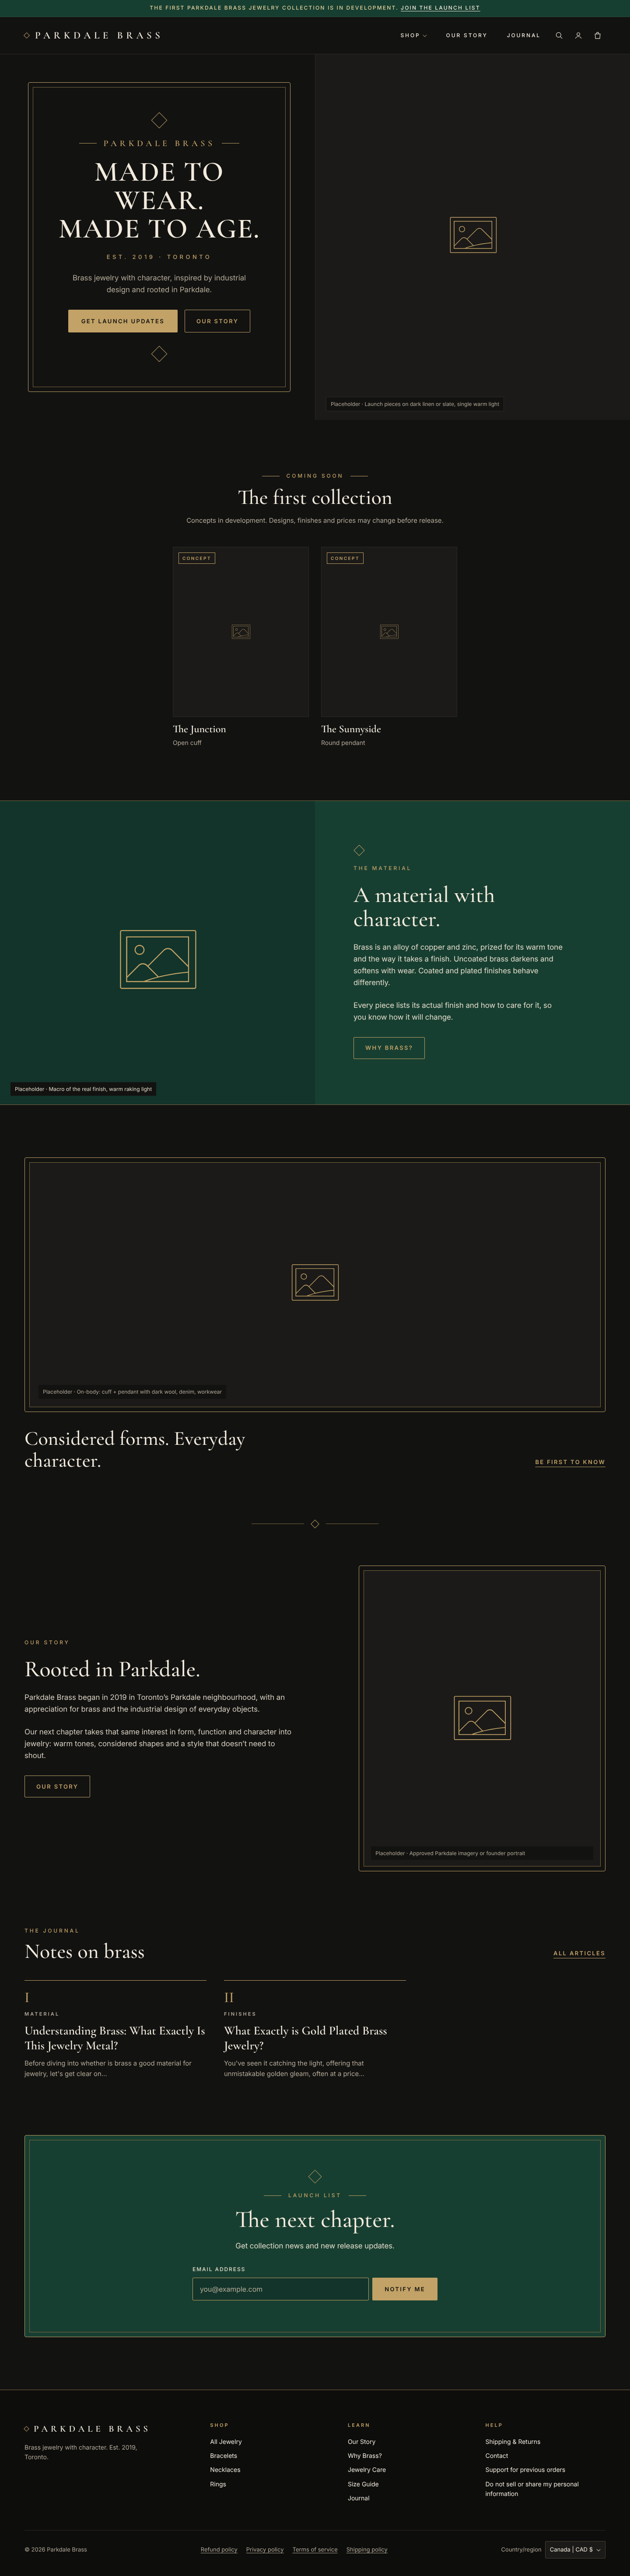 THE FIRST PARKDALE BRASS JEWELRY COLLECTION IS IN DEVELOPMENT. JOIN THE LAUNCH LIST
PARKDALE BRASS
SHOP
OUR STORY
JOURNAL
PARKDALE BRASS
MADE TO
WEAR.
MADE TO AGE.
EST. 2019 · TORONTO
Brass jewelry with character, inspired by industrial
design and rooted in Parkdale.
GET LAUNCH UPDATES
OUR STORY
Placeholder · Launch pieces on dark linen or slate, single warm light
COMING SOON
The first collection
Concepts in development. Designs, finishes and prices may change before release.
CONCEPT
CONCEPT
The Junction
Open cuff
The Sunnyside
Round pendant
THE MATERIAL
A material with
character.
Brass is an alloy of copper and zinc, prized for its warm tone
and the way it takes a finish. Uncoated brass darkens and
softens with wear. Coated and plated finishes behave
differently.
Every piece lists its actual finish and how to care for it, so
you know how it will change.
WHY BRASS?
Placeholder · Macro of the real finish, warm raking light
Placeholder · On-body: cuff + pendant with dark wool, denim, workwear
Considered forms. Everyday
character.
BE FIRST TO KNOW
OUR STORY
Rooted in Parkdale.
Parkdale Brass began in 2019 in Toronto's Parkdale neighbourhood, with an
appreciation for brass and the industrial design of everyday objects.
Our next chapter takes that same interest in form, function and character into
jewelry: warm tones, considered shapes and a style that doesn't need to
shout.
OUR STORY
Placeholder · Approved Parkdale imagery or founder portrait
THE JOURNAL
Notes on brass
ALL ARTICLES
I
MATERIAL
Understanding Brass: What Exactly Is
This Jewelry Metal?
Before diving into whether is brass a good material for
jewelry, let's get clear on...
II
FINISHES
What Exactly is Gold Plated Brass
Jewelry?
You've seen it catching the light, offering that
unmistakable golden gleam, often at a price...
LAUNCH LIST
The next chapter.
Get collection news and new release updates.
EMAIL ADDRESS
you@example.com
NOTIFY ME
PARKDALE BRASS
Brass jewelry with character. Est. 2019,
Toronto.
SHOP
All Jewelry
Bracelets
Necklaces
Rings
LEARN
Our Story
Why Brass?
Jewelry Care
Size Guide
Journal
HELP
Shipping & Returns
Contact
Support for previous orders
Do not sell or share my personal
information
© 2026 Parkdale Brass
Refund policy
Privacy policy
Terms of service
Shipping policy
Country/region
Canada | CAD $